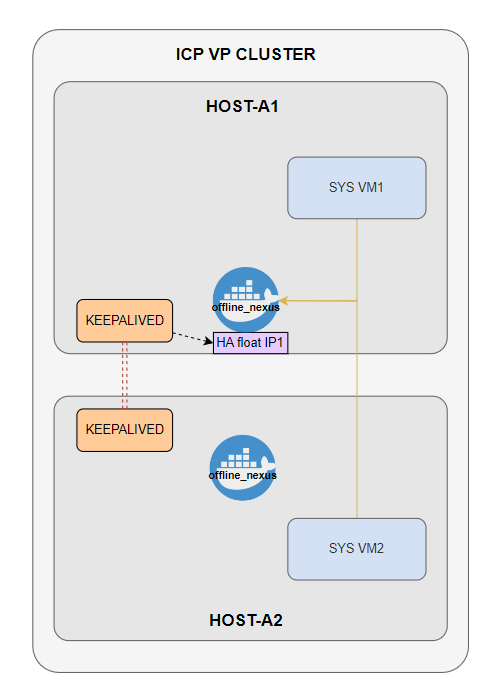 ICP VP CLUSTER
HOST-A1
SYS VM1
offline_nexus
KEEPALIVED
HA float IP1
KEEPALIVED
offline_nexus
SYS VM2
HOST-A2